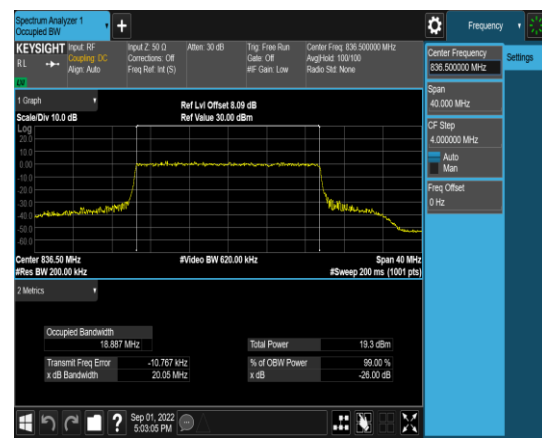 Spectrum Analyzer 1
Occupied BW
Frequency
KEYSIGHT
RL
Input: RF
Coupling: DC
Align: Auto
Input Z: 50 Ω
Corrections: Off
Freq Ref: Int (S)
Atten: 30 dB
Trig: Free Run
Gate: Off
#IF Gain: Low
Center Freq: 836.500000 MHz
Avg|Hold: 100/100
Radio Std: None
Center Frequency
836.500000 MHz
Settings
Span
40.000 MHz
CF Step
4.000000 MHz
Auto
Man
Freq Offset
0 Hz
1 Graph
Scale/Div 10.0 dB
Ref Lvl Offset 8.09 dB
Ref Value 30.00 dBm
Log
20.0
10.0
0.00
-10.0
-20.0
-30.0
-40.0
-50.0
-60.0
Center 836.50 MHz
#Res BW 200.00 kHz
#Video BW 620.00 kHz
Span 40 MHz
#Sweep 200 ms (1001 pts)
2 Metrics
Occupied Bandwidth
18.887 MHz
Total Power 19.3 dBm
Transmit Freq Error -10.767 kHz
% of OBW Power 99.00 %
x dB Bandwidth 20.05 MHz
x dB -26.00 dB
?
Sep 01, 2022
5:03:05 PM